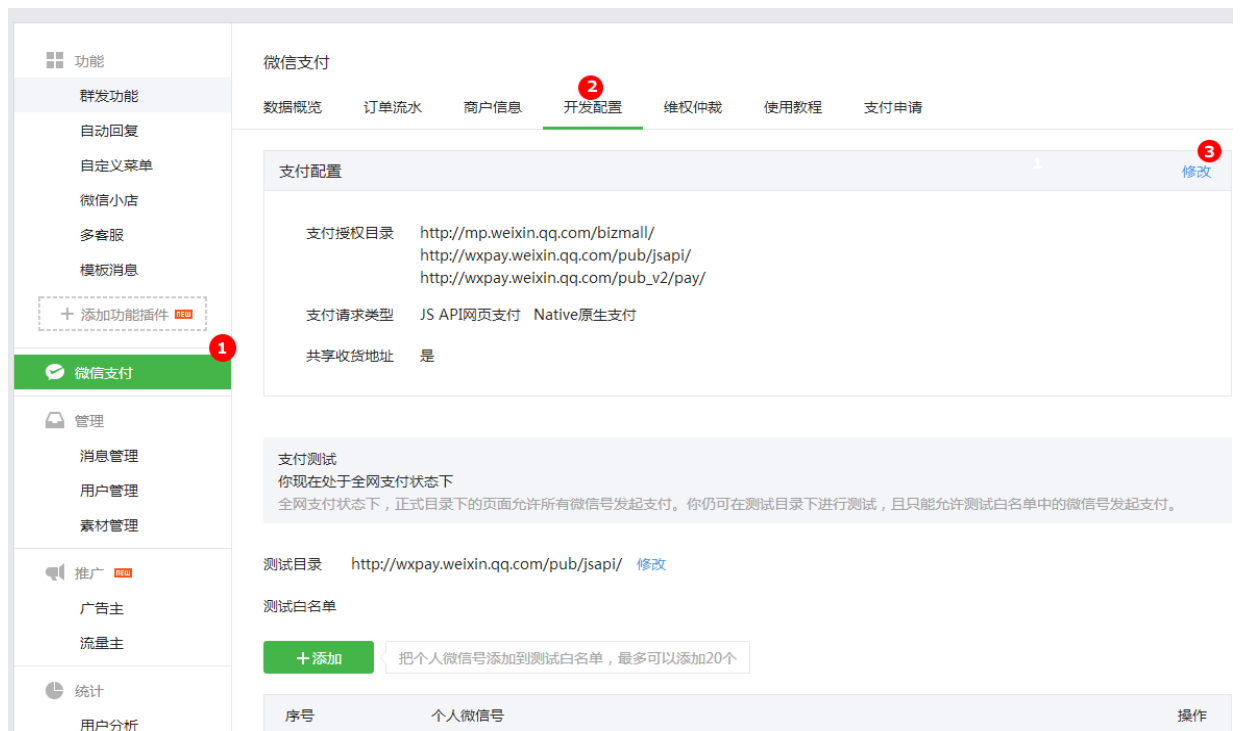 功能
群发功能
自动回复
自定义菜单
微信小店
多客服
模板消息
添加功能插件 NEW
1
微信支付
管理
消息管理
用户管理
素材管理
推广 NEW
广告主
流量主
统计
用户分析
微信支付
2
数据概览 订单流水 商户信息 开发配置 维权仲裁 使用教程 支付申请
3
1
支付配置 修改
支付授权目录 http://mp.weixin.qq.com/bizmall/
http://wxpay.weixin.qq.com/pub/jsapi/
http://wxpay.weixin.qq.com/pub_v2/pay/
支付请求类型 JS API网页支付 Native原生支付
共享收货地址 是
支付测试
你现在处于全网支付状态下
全网支付状态下，正式目录下的页面允许所有微信号发起支付。你仍可在测试目录下进行测试，且只能允许测试白名单中的微信号发起支付。
测试目录 http://wxpay.weixin.qq.com/pub/jsapi/ 修改
测试白名单
＋添加 把个人微信号添加到测试白名单，最多可以添加20个
序号 个人微信号 操作